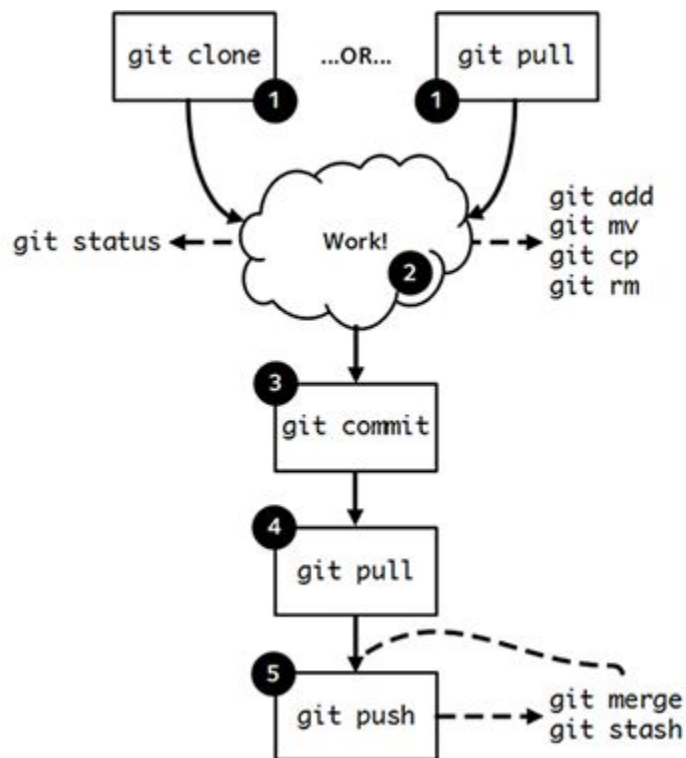 git clone
...OR...
git pull
1
1
git status
Work!
2
git add
git mv
git cp
git rm
3
git commit
4
git pull
5
git push
git merge
git stash